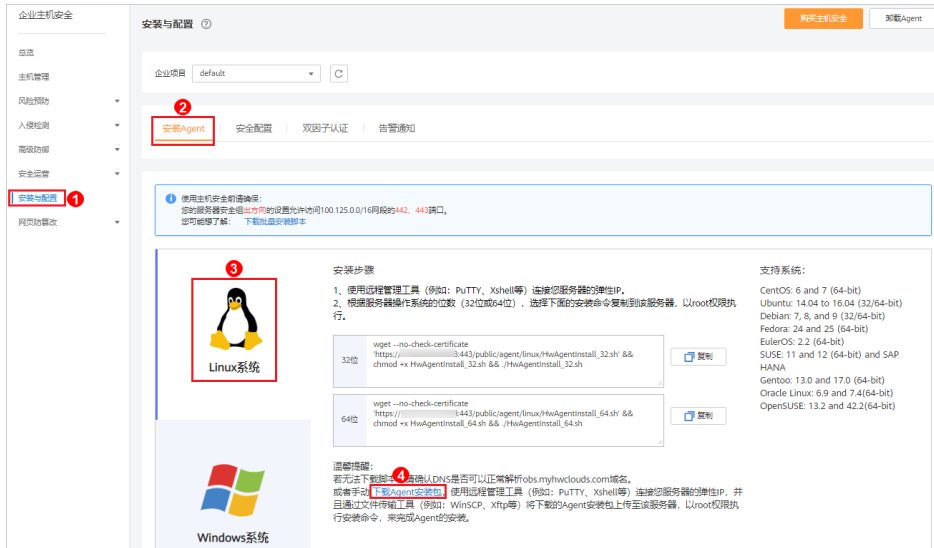 企业主机安全
总览
主机管理
风险预防
入侵检测
高级防御
安全运营
安装与配置
1
网页防篡改
安装与配置
购买主机安全
卸载Agent
企业项目
default
2
安装Agent
安全配置
双因子认证
告警通知
使用主机安全前请确保:
您的服务器安全组出方向的设置允许访问100.125.0.0/16网段的442、443端口。
您可能想了解: 下载批量安装脚本
3
Linux系统
Windows系统
安装步骤
1、使用远程管理工具（例如：PuTTY、Xshell等）连接您服务器的弹性IP。
2、根据服务器操作系统的位数（32位或64位），选择下面的安装命令复制到该服务器，以root权限执
行。
32位
wget --no-check-certificate
'https://
:443/public/agent/linux/HwAgentInstall_32.sh' &&
chmod +x HwAgentInstall_32.sh && ./HwAgentInstall_32.sh
复制
64位
wget --no-check-certificate
'https://
:443/public/agent/linux/HwAgentInstall_64.sh' &&
chmod +x HwAgentInstall_64.sh && ./HwAgentInstall_64.sh
复制
温馨提醒:
4
若无法下载脚本 请确认DNS是否可以正常解析obs.myhwclouds.com域名。
或者手动下载Agent安装包，使用远程管理工具（例如：PuTTY、Xshell等）连接您服务器的弹性IP，并
且通过文件传输工具（例如：WinSCP、Xftp等）将下载的Agent安装包上传至该服务器，以root权限执
行安装命令，来完成Agent的安装。
支持系统:
CentOS: 6 and 7 (64-bit)
Ubuntu: 14.04 to 16.04 (32/64-bit)
Debian: 7, 8, and 9 (32/64-bit)
Fedora: 24 and 25 (64-bit)
EulerOS: 2.2 (64-bit)
SUSE: 11 and 12 (64-bit) and SAP
HANA
Gentoo: 13.0 and 17.0 (64-bit)
Oracle Linux: 6.9 and 7.4(64-bit)
OpenSUSE: 13.2 and 42.2(64-bit)